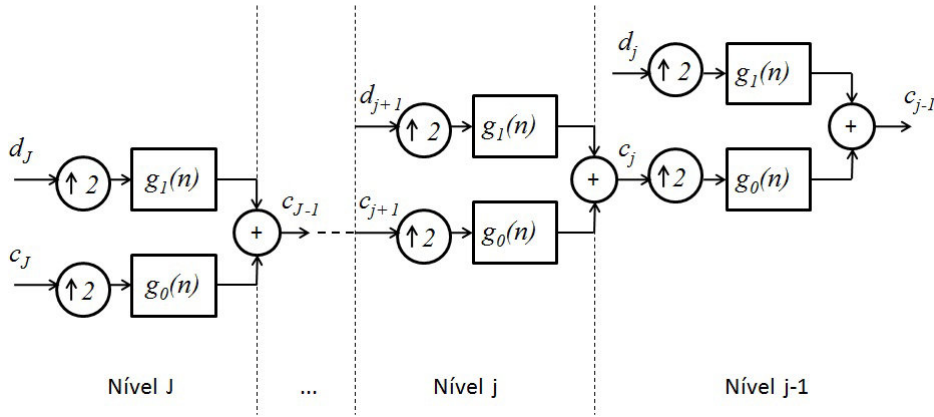 d_j
↑ 2
g_1(n)
+
c_{j-1}
d_{j+1}
↑ 2
g_1(n)
+
c_j
↑ 2
g_0(n)
d_J
↑ 2
g_1(n)
+
c_{J-1}
c_{j+1}
↑ 2
g_0(n)
c_J
↑ 2
g_0(n)
Nível J
...
Nível j
Nível j-1